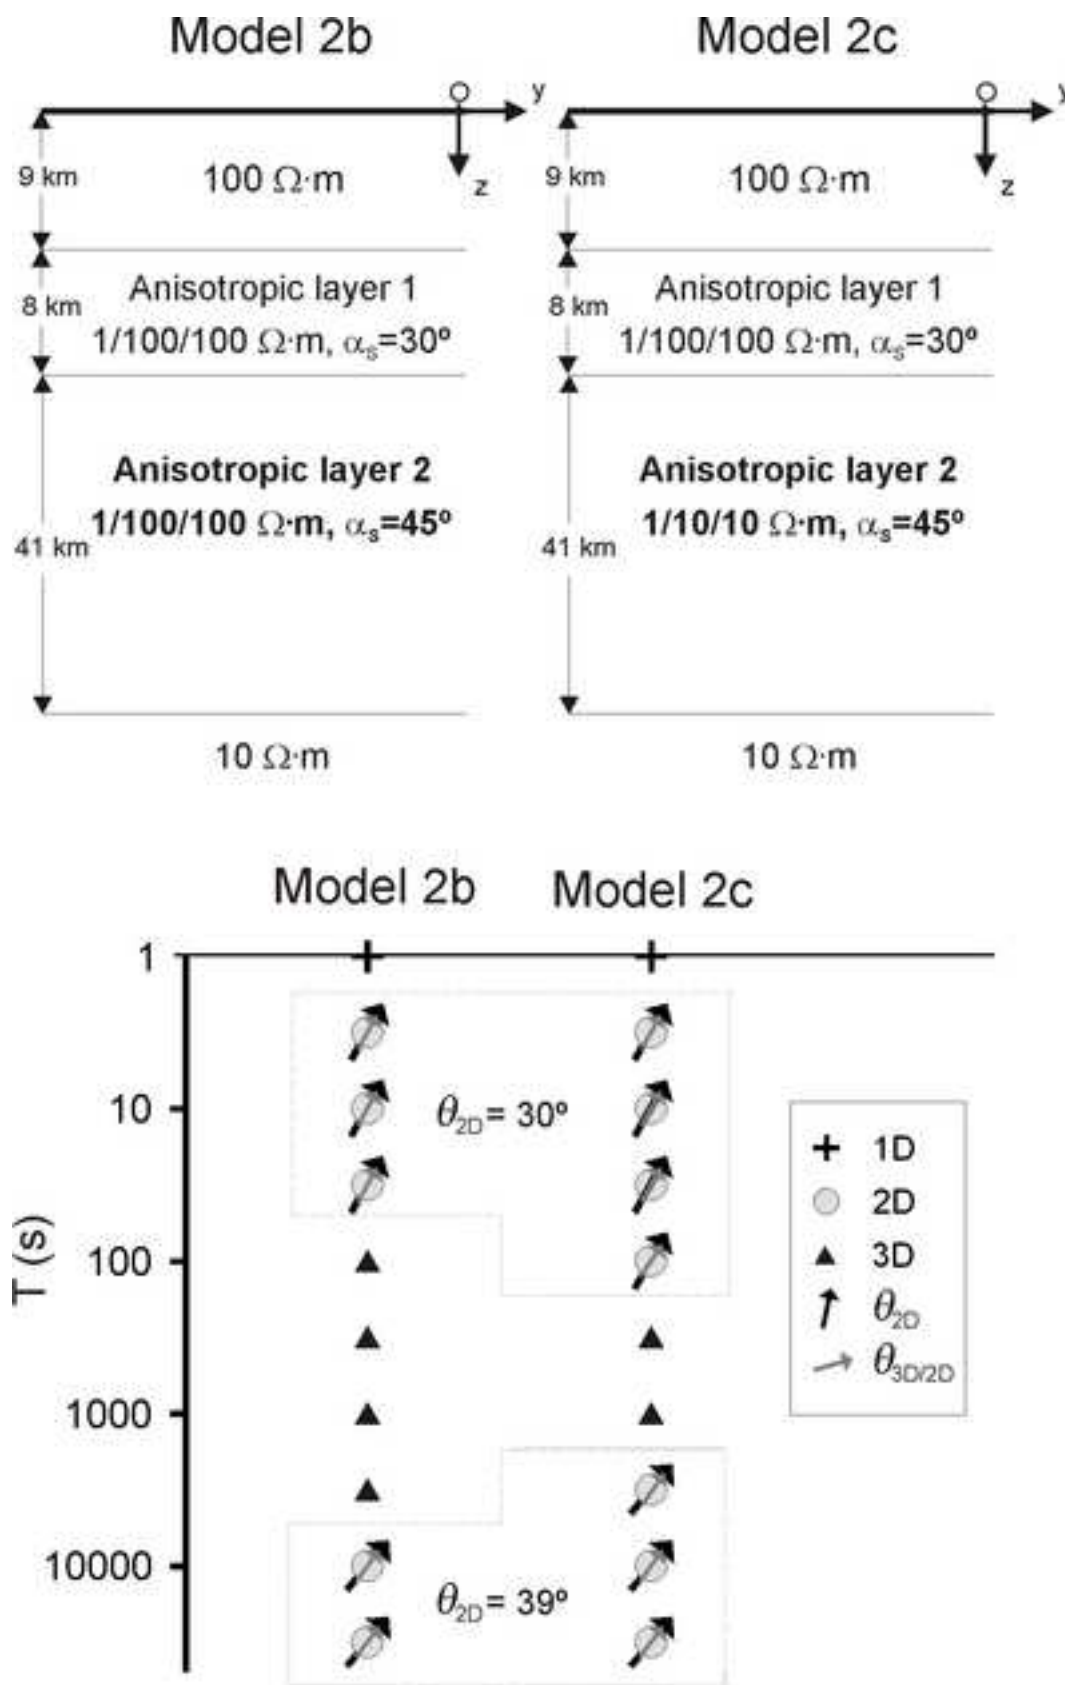 Model 2b Model 2c
y y
9 km 100 Ω·m z 9 km 100 Ω·m z
Anisotropic layer 1 Anisotropic layer 1
8 km 8 km
1/100/100 Ω·m, αs=30º 1/100/100 Ω·m, αs=30º
Anisotropic layer 2 Anisotropic layer 2
1/100/100 Ω·m, αs=45º 1/10/10 Ω·m, αs=45º
41 km 41 km
10 Ω·m 10 Ω·m
Model 2b Model 2c
1
10 θ2D= 30º
100
1000
10000
θ2D= 39º
T (s)
1D
2D
3D
θ2D
θ3D/2D